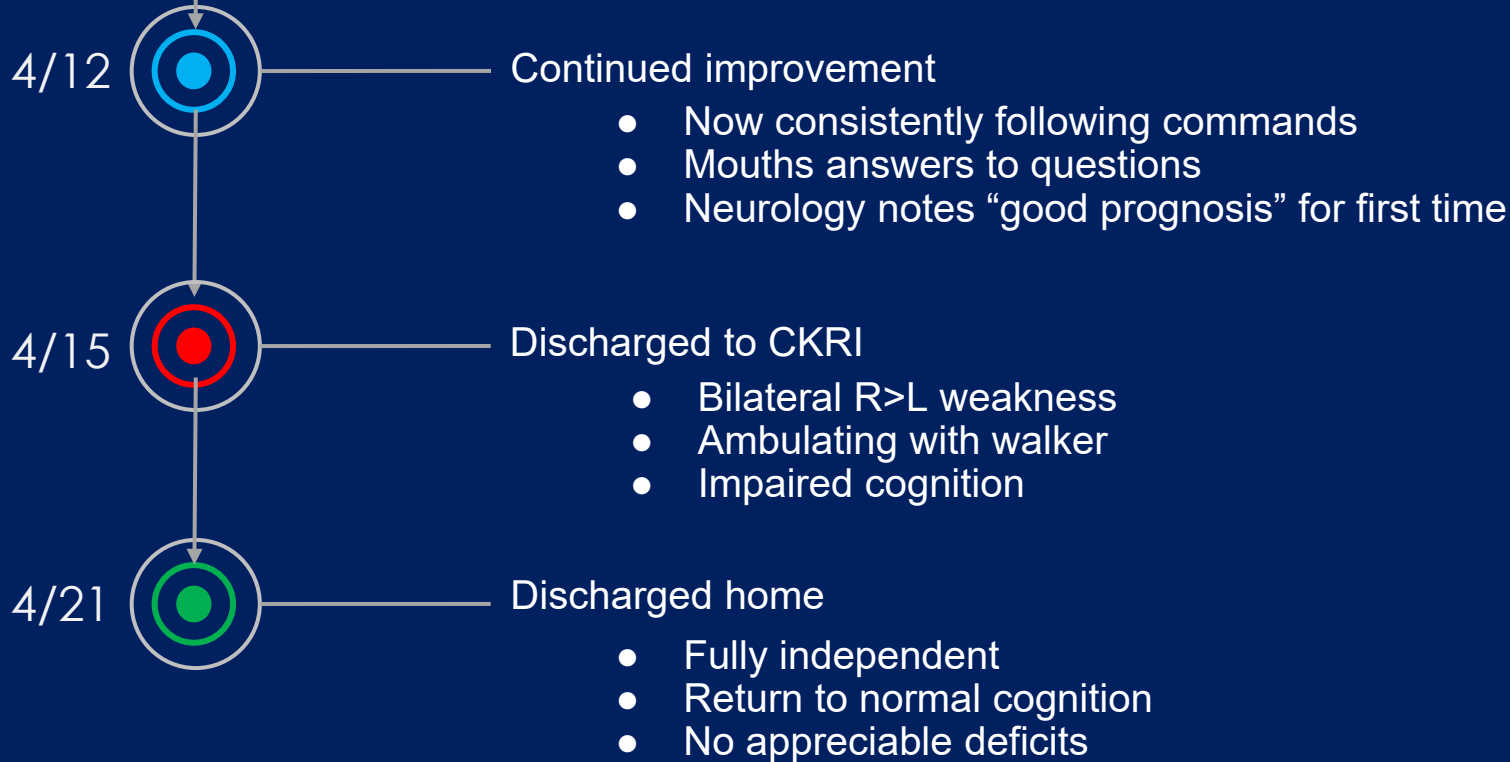 4/12
Continued improvement
● Now consistently following commands
● Mouths answers to questions
● Neurology notes “good prognosis” for first time
4/15
Discharged to CKRI
● Bilateral R>L weakness
● Ambulating with walker
● Impaired cognition
4/21
Discharged home
● Fully independent
● Return to normal cognition
● No appreciable deficits